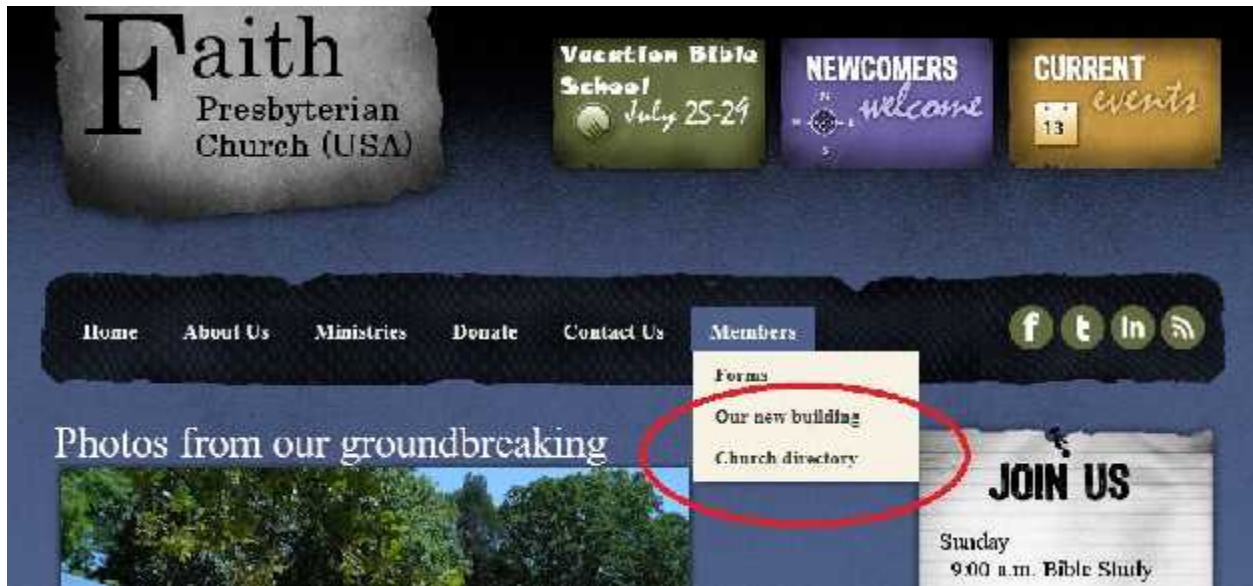 Faith
Presbyterian
Church (USA)
Vacation Bible
School
July 25-29
NEWCOMERS
welcome
N
S
CURRENT
events
13
Home About Us Ministries Donate Contact Us Members
f t in
Forms
Our new building
Church directory
Photos from our groundbreaking
JOIN US
Sunday
9:00 a.m. Bible Study